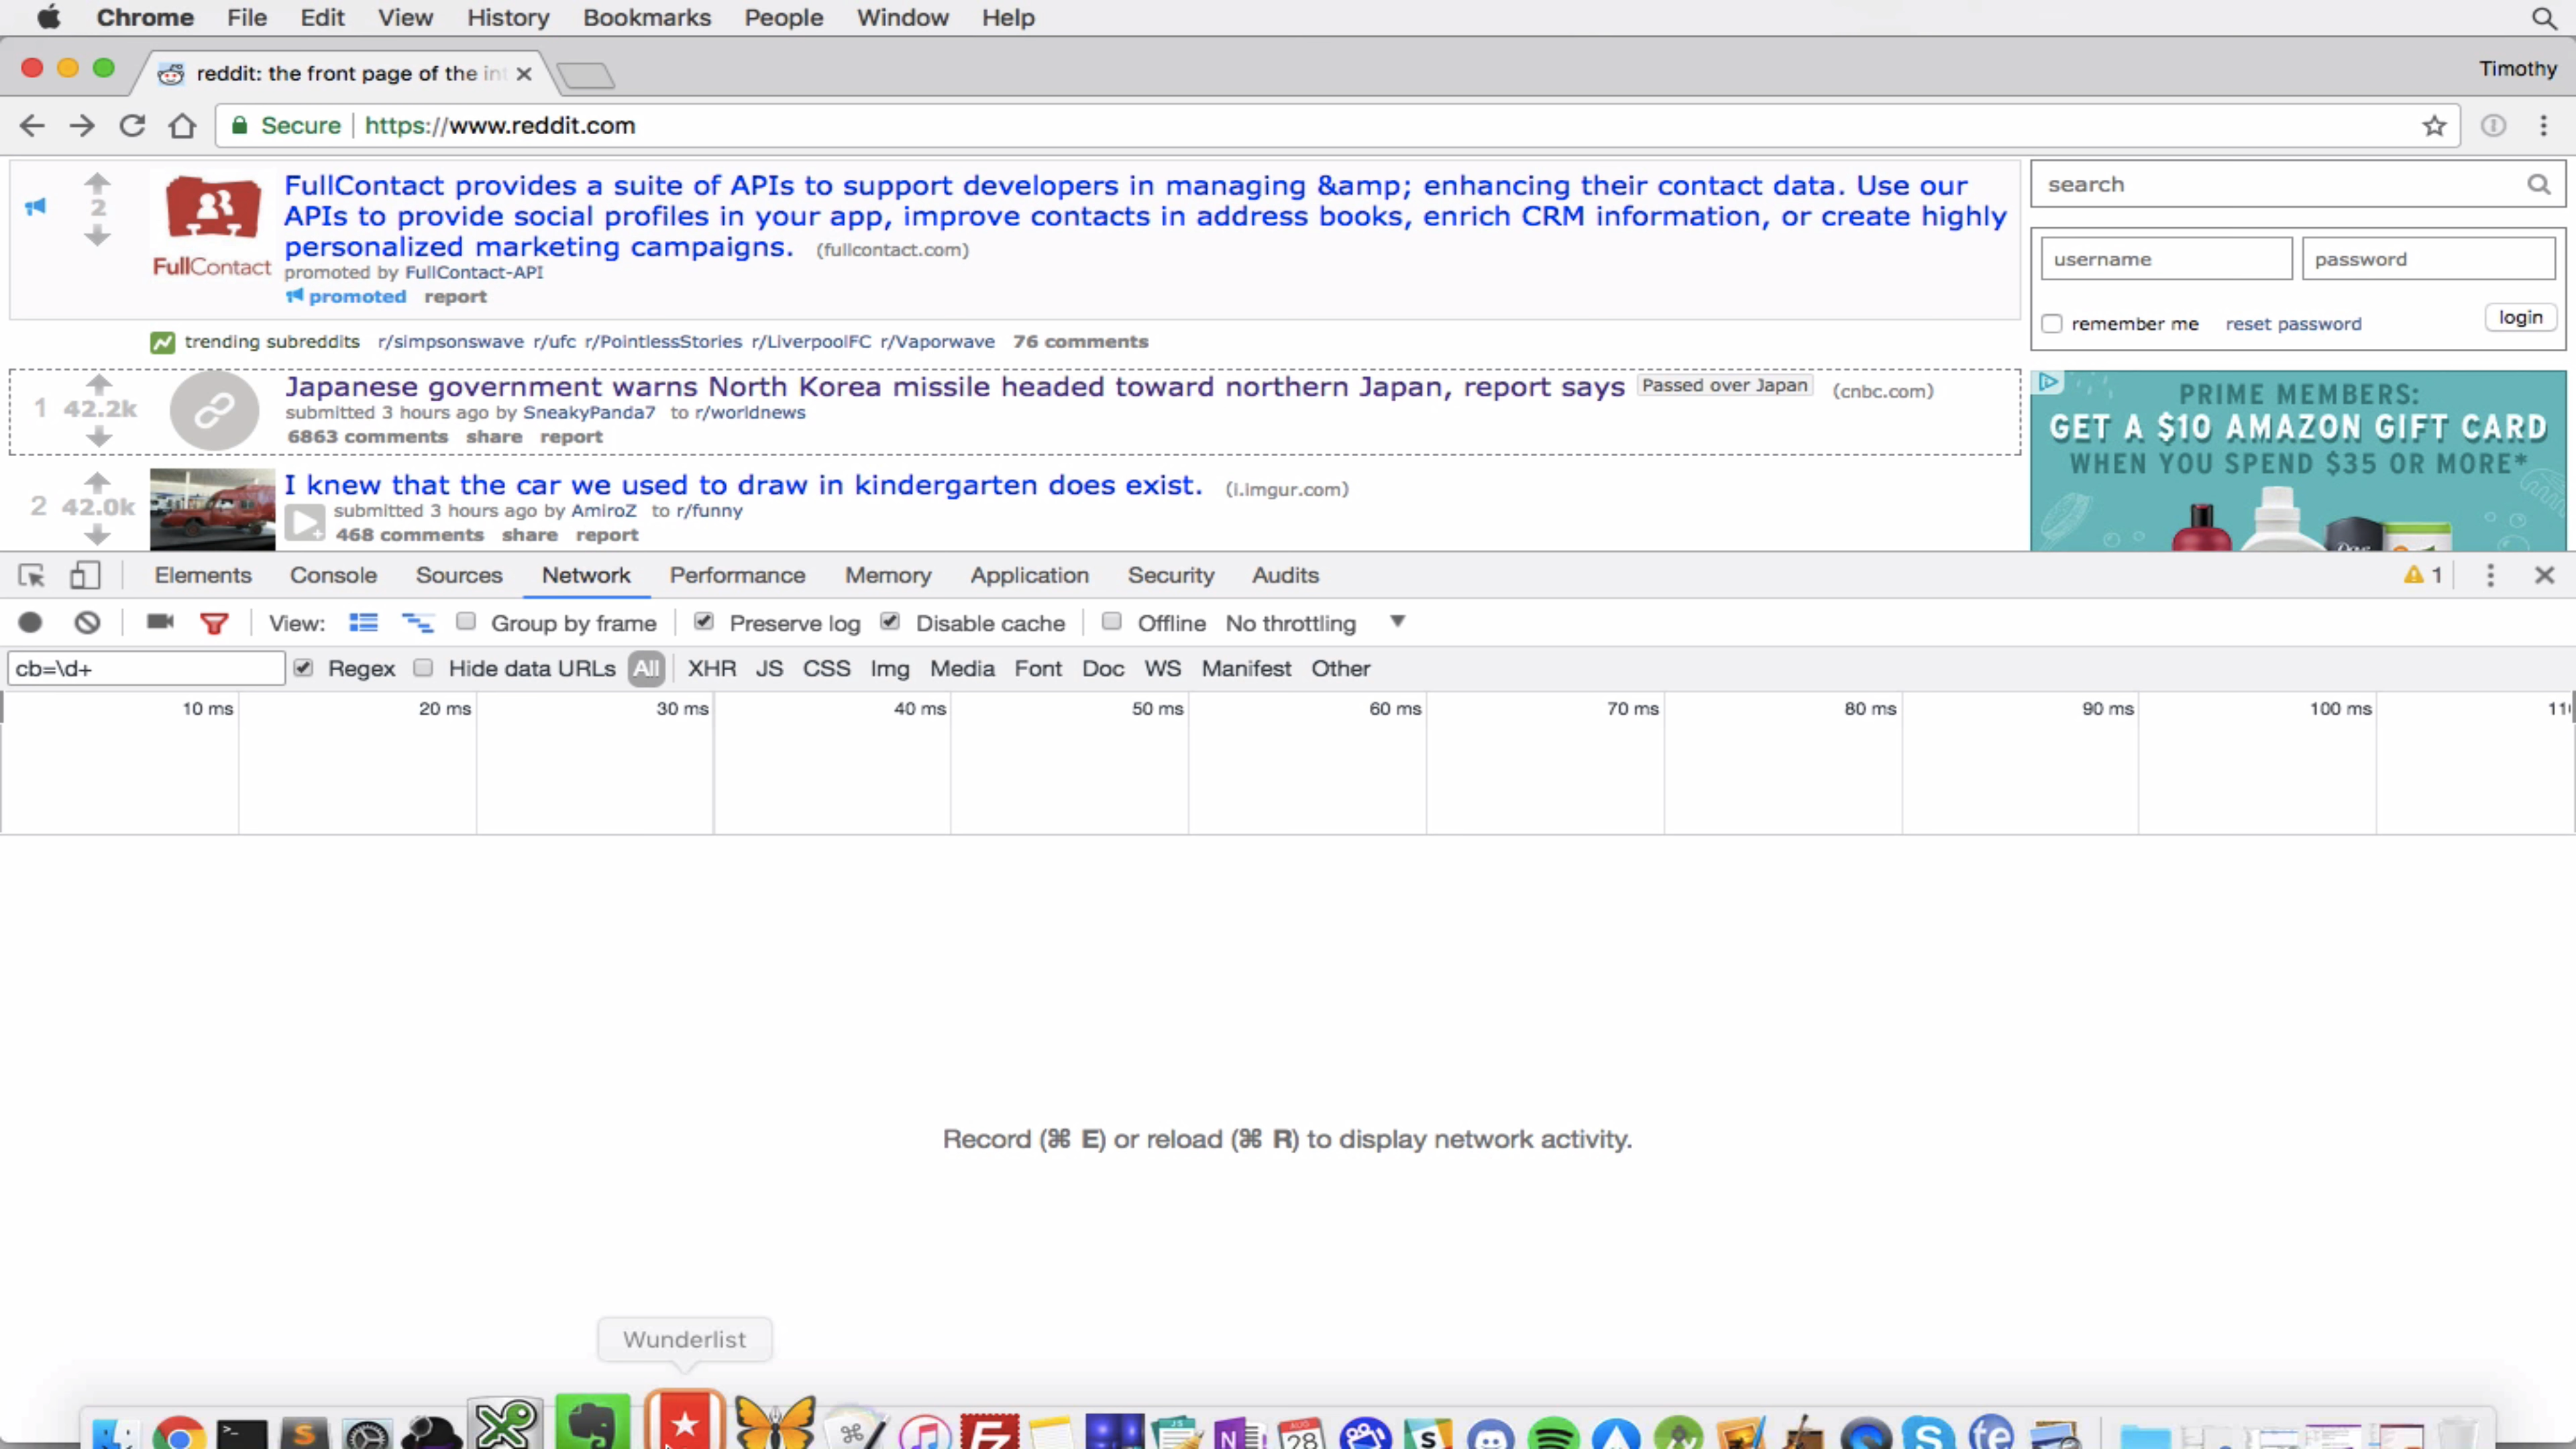 Chrome File Edit View History Bookmarks People Window Help
reddit: the front page of the int
Timothy
Secure https://www.reddit.com
FullContact provides a suite of APIs to support developers in managing &amp; enhancing their contact data. Use our
APIs to provide social profiles in your app, improve contacts in address books, enrich CRM information, or create highly
personalized marketing campaigns. (fullcontact.com)
2
FullContact
promoted by FullContact-API
promoted report
search
username password
remember me reset password login
trending subreddits r/simpsonswave r/ufc r/PointlessStories r/LiverpoolFC r/Vaporwave 76 comments
1 42.2k
Japanese government warns North Korea missile headed toward northern Japan, report says Passed over Japan (cnbc.com)
submitted 3 hours ago by SneakyPanda7 to r/worldnews
6863 comments share report
2 42.0k
I knew that the car we used to draw in kindergarten does exist. (i.imgur.com)
submitted 3 hours ago by AmiroZ to r/funny
468 comments share report
PRIME MEMBERS:
GET A $10 AMAZON GIFT CARD
WHEN YOU SPEND $35 OR MORE*
Elements Console Sources Network Performance Memory Application Security Audits 1
View: Group by frame Preserve log Disable cache Offline No throttling
cb=\d+ Regex Hide data URLs All XHR JS CSS Img Media Font Doc WS Manifest Other
10 ms 20 ms 30 ms 40 ms 50 ms 60 ms 70 ms 80 ms 90 ms 100 ms 11
Record (⌘ E) or reload (⌘ R) to display network activity.
Wunderlist
AUG
28